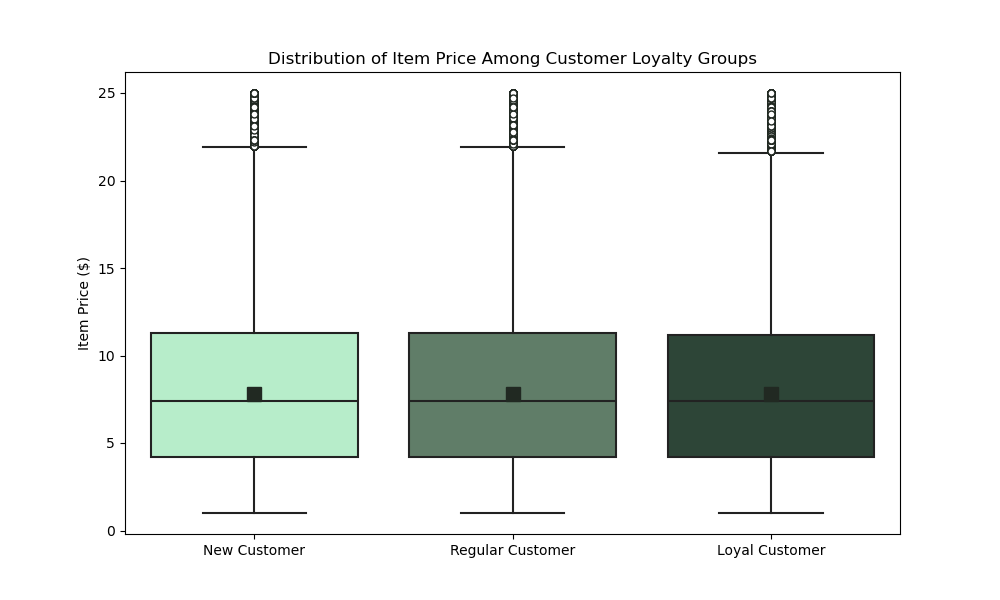 Distribution of Item Price Among Customer Loyalty Groups
Item Price ($)
25
20
15
10
5
0
New Customer Regular Customer Loyal Customer